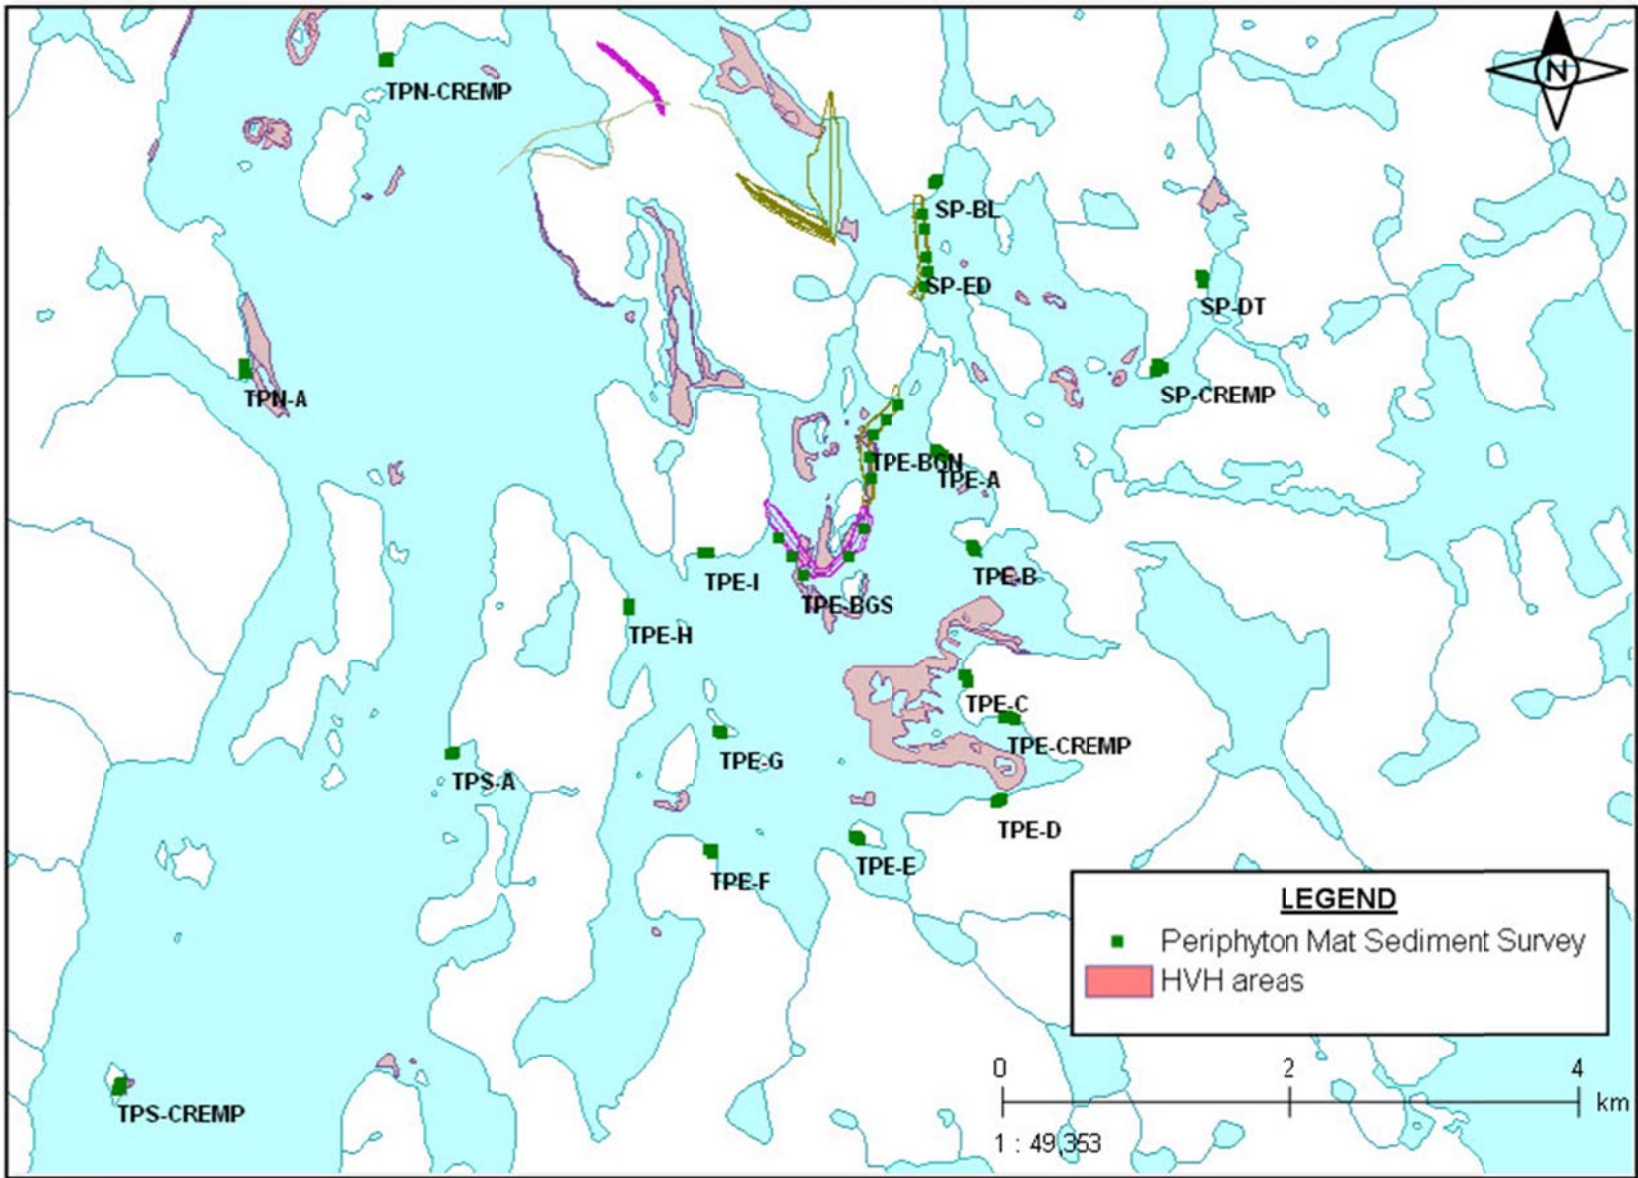 N
TPN-CREMP
SP-BL
SP-ED
SP-DT
TPN-A
SP-CREMP
TPE-BGN
TPE-A
TPE-I
TPE-B
TPE-BGS
TPE-H
TPE-C
TPE-CREMP
TPE-G
TPS-A
TPE-D
TPE-E
TPE-F
LEGEND
Periphyton Mat Sediment Survey
HVH areas
0 2 4
km
1 : 49,353
TPS-CREMP